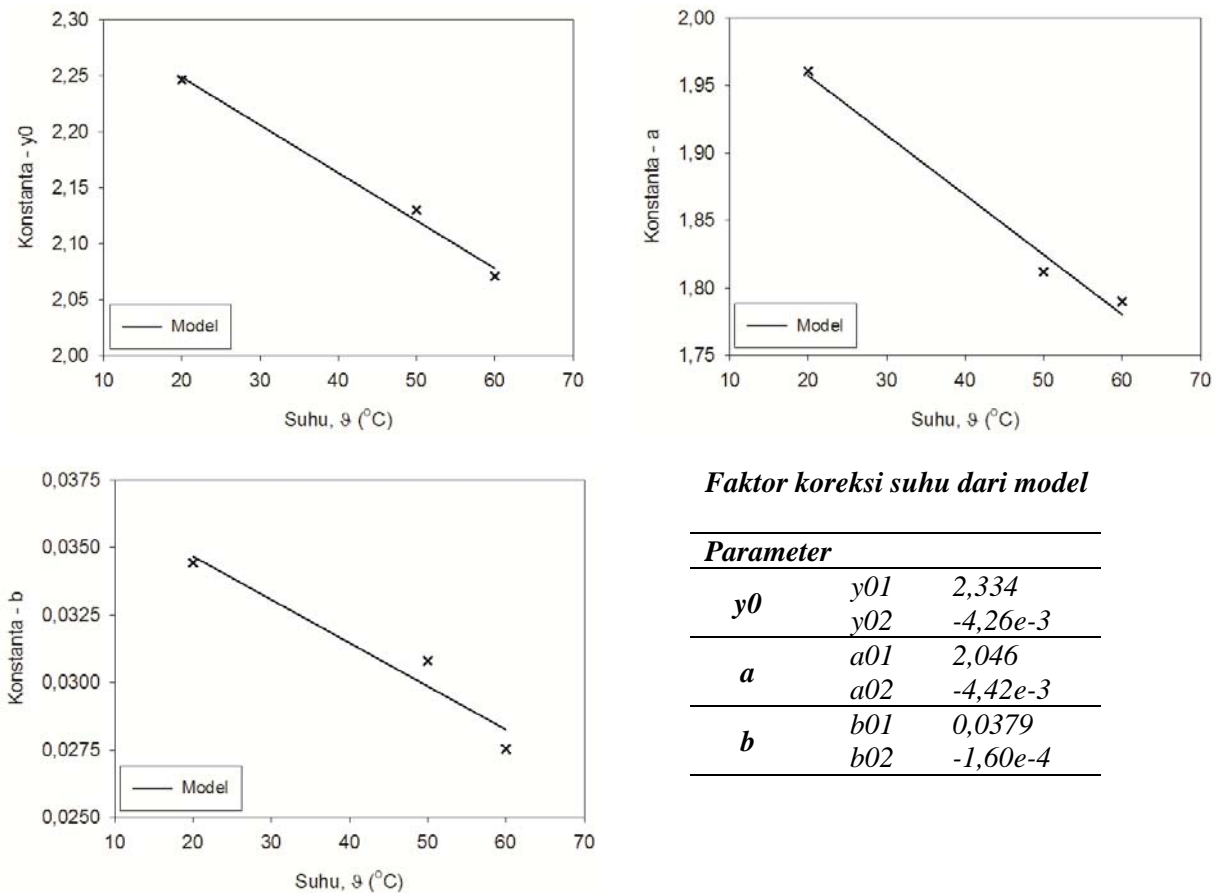 2,30
2,25
2,20
2,15
2,10
2,05
2,00
Konstanta - y0
Model
10 20 30 40 50 60 70
Suhu, ϑ (°C)
2,00
1,95
1,90
1,85
1,80
1,75
Konstanta - a
Model
10 20 30 40 50 60 70
Suhu, ϑ (°C)
0,0375
0,0350
0,0325
0,0300
0,0275
0,0250
Konstanta - b
Model
10 20 30 40 50 60 70
Suhu, ϑ (°C)
Faktor koreksi suhu dari model
Parameter
y0 y01 2,334
y02 -4,26e-3
a a01 2,046
a02 -4,42e-3
b b01 0,0379
b02 -1,60e-4